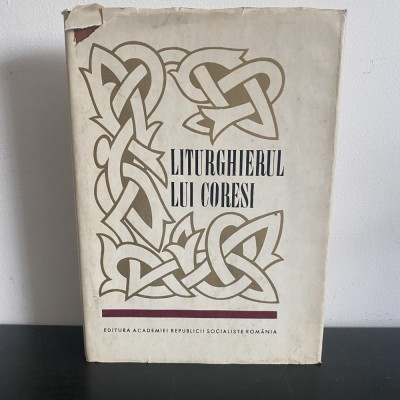 LITURGHIERUL
LUI CORESI
EDITURA ACADEMIEI REPUBLICII SOCIALISTE ROMÂNIA